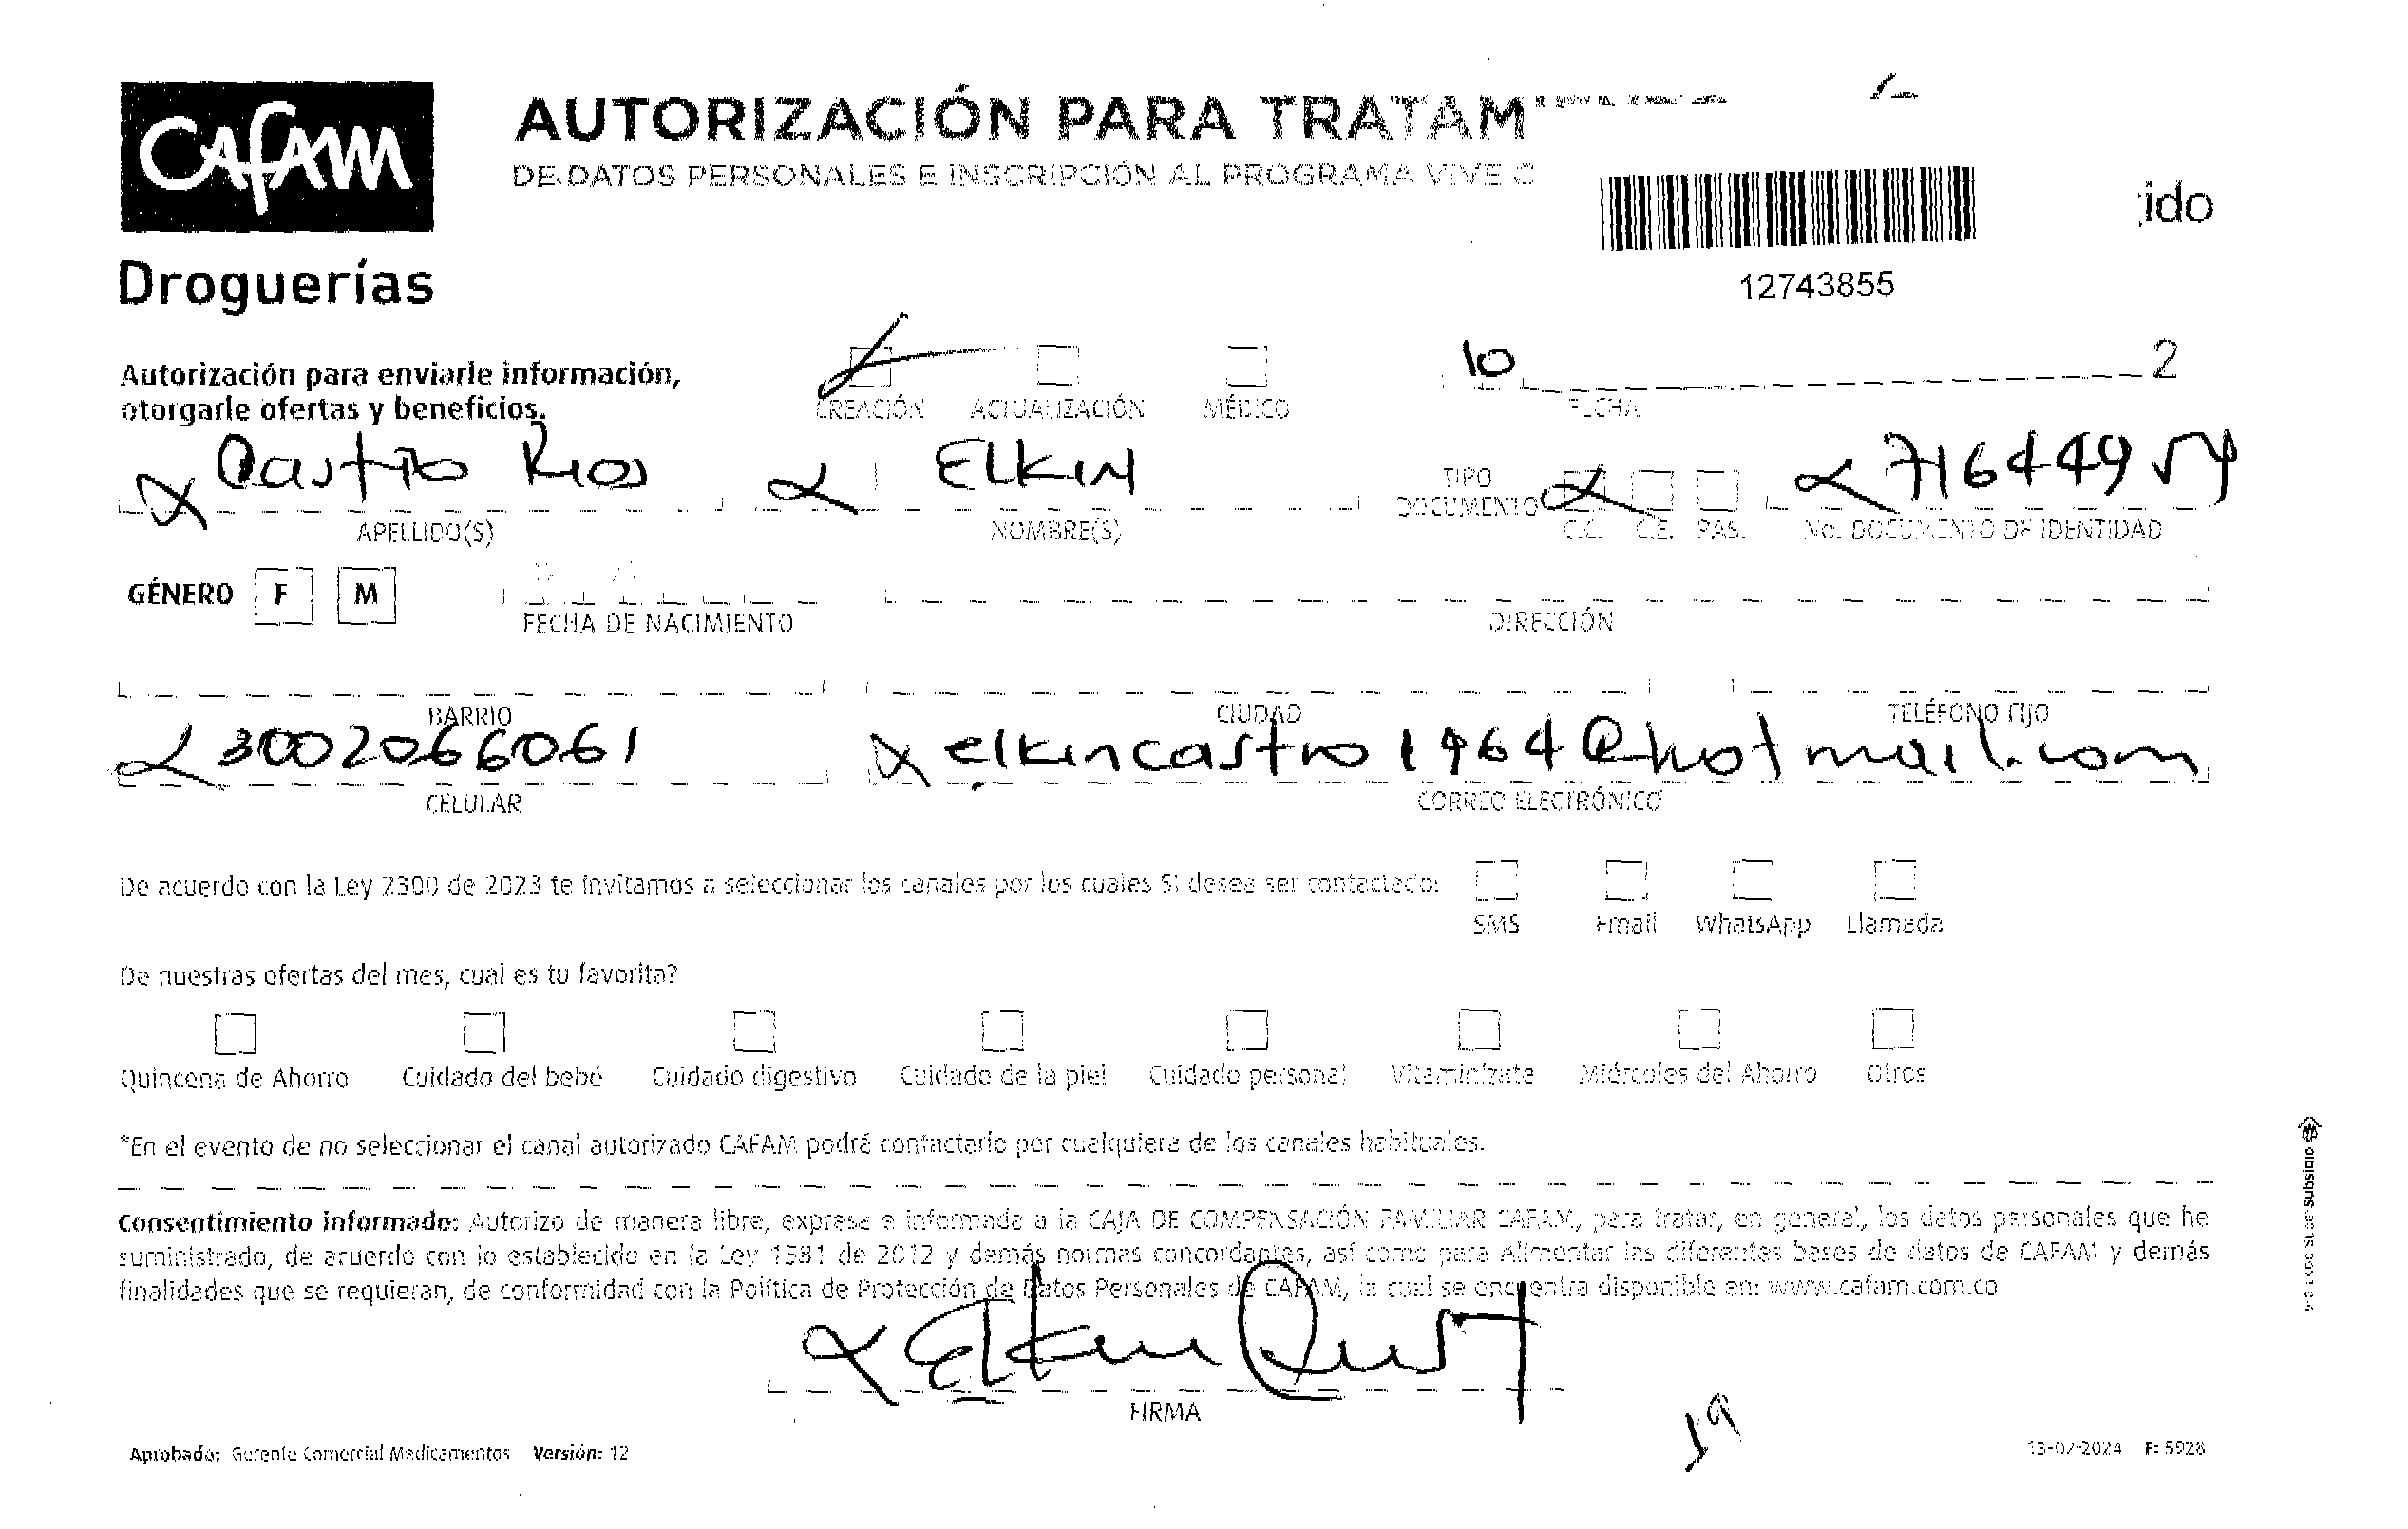 CAFAM
Droguerías
AUTORIZACIÓN PARA TRATAM
DE DATOS PERSONALES E INSCRIPCIÓN AL PROGRAMA VIVE C
ido
12743855
Autorización para enviarle información,
otorgarle ofertas y beneficios.
CREACIÓN ACTUALIZACIÓN MÉDICO
10 2
FECHA
Castro Rios ELKIN
TIPO DOCUMENTO C.C. C.E. PAS.
APELLIDO(S) NOMBRE(S) No. DOCUMENTO DE IDENTIDAD
GÉNERO F M
FECHA DE NACIMIENTO DIRECCIÓN
BARRIO CIUDAD TELÉFONO FIJO
3002066061 elkincastro1964@hotmail.com
CELULAR CORREO ELECTRÓNICO
De acuerdo con la Ley 2300 de 2023 te invitamos a seleccionar los canales por los cuales SI desea ser contactado:
SMS Email WhatsApp Llamada
De nuestras ofertas del mes, cual es tu favorita?
Quincena de Ahorro Cuidado del bebé Cuidado digestivo Cuidado de la piel Cuidado personal Vitaminízate Miércoles del Ahorro Otros
*En el evento de no seleccionar el canal autorizado CAFAM podrá contactarlo por cualquiera de los canales habituales.
Consentimiento informado: Autorizo de manera libre, expresa e informada a la CAJA DE COMPENSACIÓN FAMILIAR CAFAM, para tratar, en general, los datos personales que he
suministrado, de acuerdo con lo establecido en la Ley 1581 de 2012 y demás normas concordantes, así como para Alimentar las diferentes bases de datos de CAFAM y demás
finalidades que se requieran, de conformidad con la Política de Protección de Datos Personales de CAFAM, la cual se encuentra disponible en: www.cafam.com.co
Elkin Cast
FIRMA
19
Aprobado: Gerente Comercial Medicamentos Versión: 12
13-02-2024 F: 5928